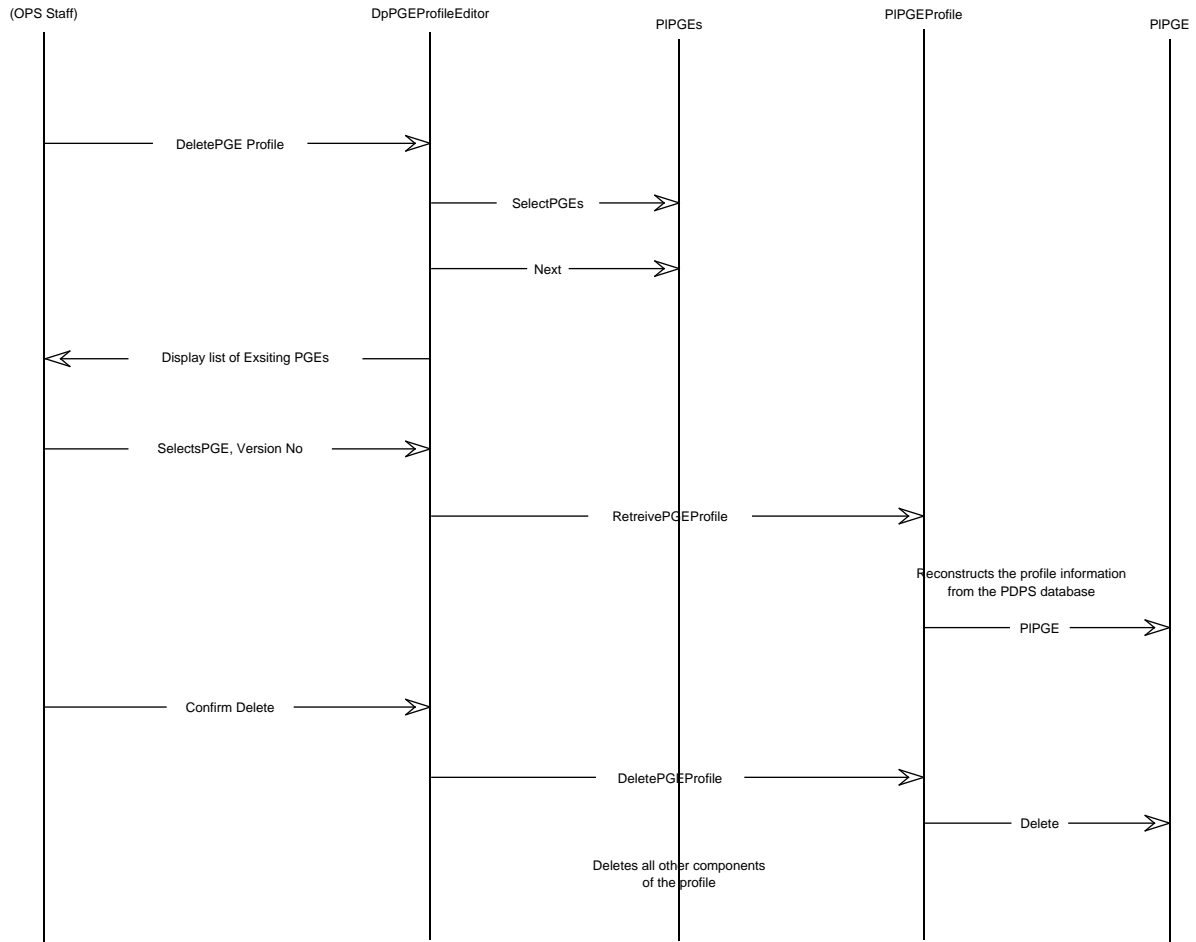 (OPS Staff)
DpPGEProfileEditor
PlPGEs
PlPGEProfile
PlPGE
DeletePGE Profile
SelectPGEs
Next
Display list of Exsiting PGEs
SelectsPGE, Version No
RetreivePGEProfile
Reconstructs the profile information
from the PDPS database
PlPGE
Confirm Delete
DeletePGEProfile
Delete
Deletes all other components
of the profile